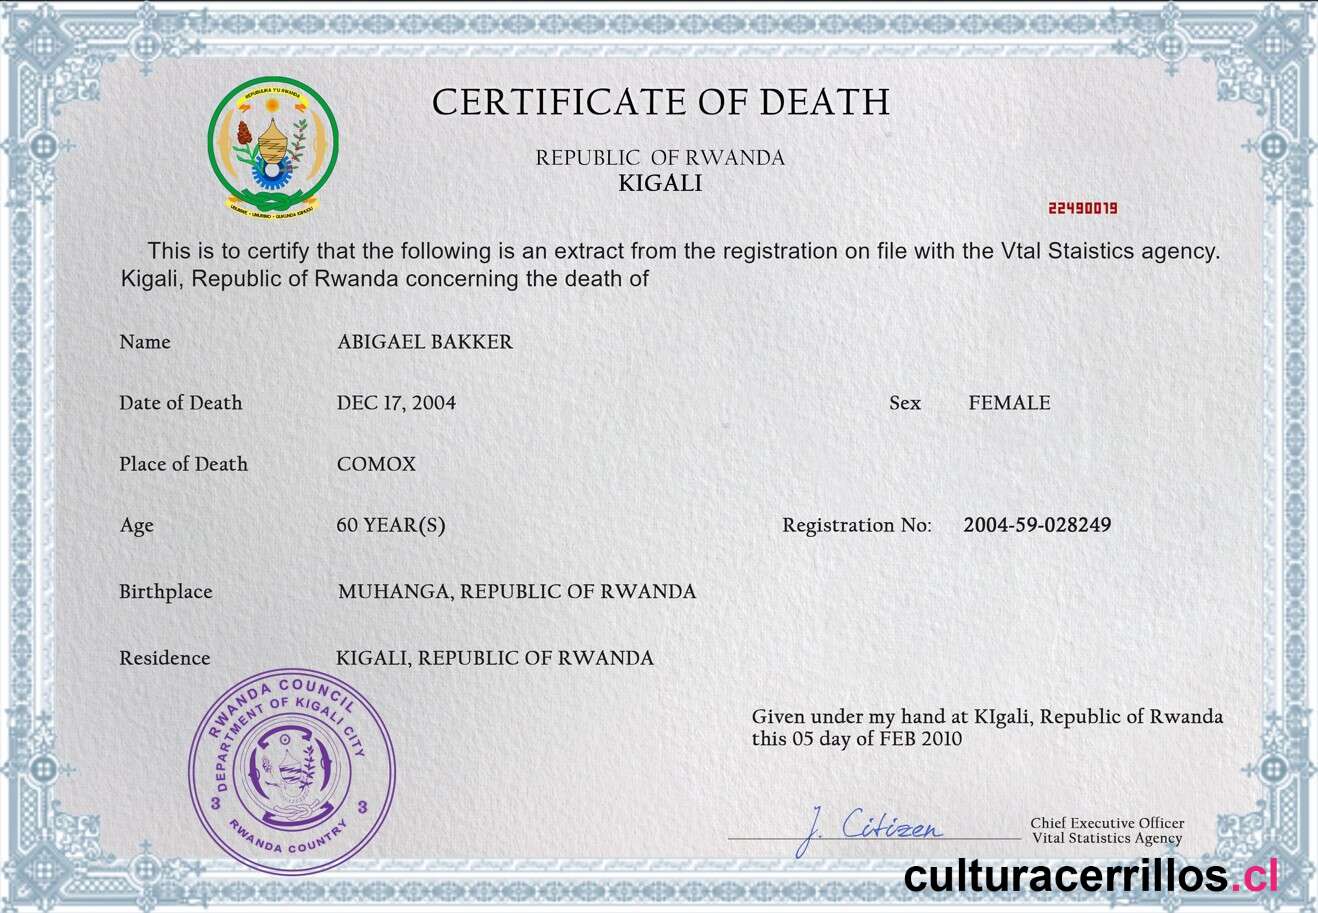 REPUBULIKA Y'U RWANDA
CERTIFICATE OF DEATH
REPUBLIC OF RWANDA
KIGALI
22490019
This is to certify that the following is an extract from the registration on file with the Vtal Staistics agency.
Kigali, Republic of Rwanda concerning the death of
Name ABIGAEL BAKKER
Date of Death DEC 17, 2004 Sex FEMALE
Place of Death COMOX
Age 60 YEAR(S) Registration No: 2004-59-028249
Birthplace MUHANGA, REPUBLIC OF RWANDA
Residence KIGALI, REPUBLIC OF RWANDA
RWANDA COUNCIL
DEPARTMENT OF KIGALI CITY
3 3
RWANDA COUNTRY
Given under my hand at KIgali, Republic of Rwanda
this 05 day of FEB 2010
J. Citizen
Chief Executive Officer
Vital Statistics Agency
culturacerrillos.cl